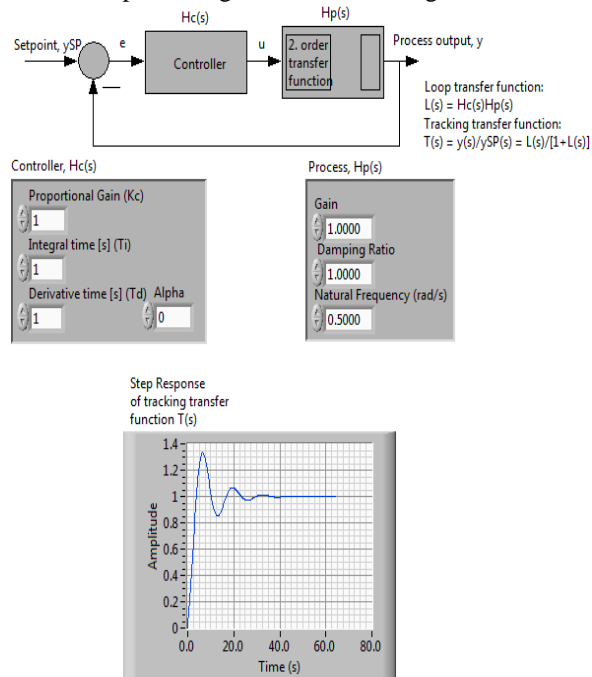 Hc(s)
Hp(s)
Setpoint, ySP
e
Controller
u
2. order
transfer
function
Process output, y
Loop transfer function:
L(s) = Hc(s)Hp(s)
Tracking transfer function:
T(s) = y(s)/ySP(s) = L(s)/[1+L(s)]
Controller, Hc(s)
Proportional Gain (Kc)
1
Integral time [s] (Ti)
1
Derivative time [s] (Td) Alpha
1 0
Process, Hp(s)
Gain
1.0000
Damping Ratio
1.0000
Natural Frequency (rad/s)
0.5000
Step Response
of tracking transfer
function T(s)
Amplitude
1.4
1.2
1
0.8
0.6
0.4
0.2
0
0.0 20.0 40.0 60.0 80.0
Time (s)